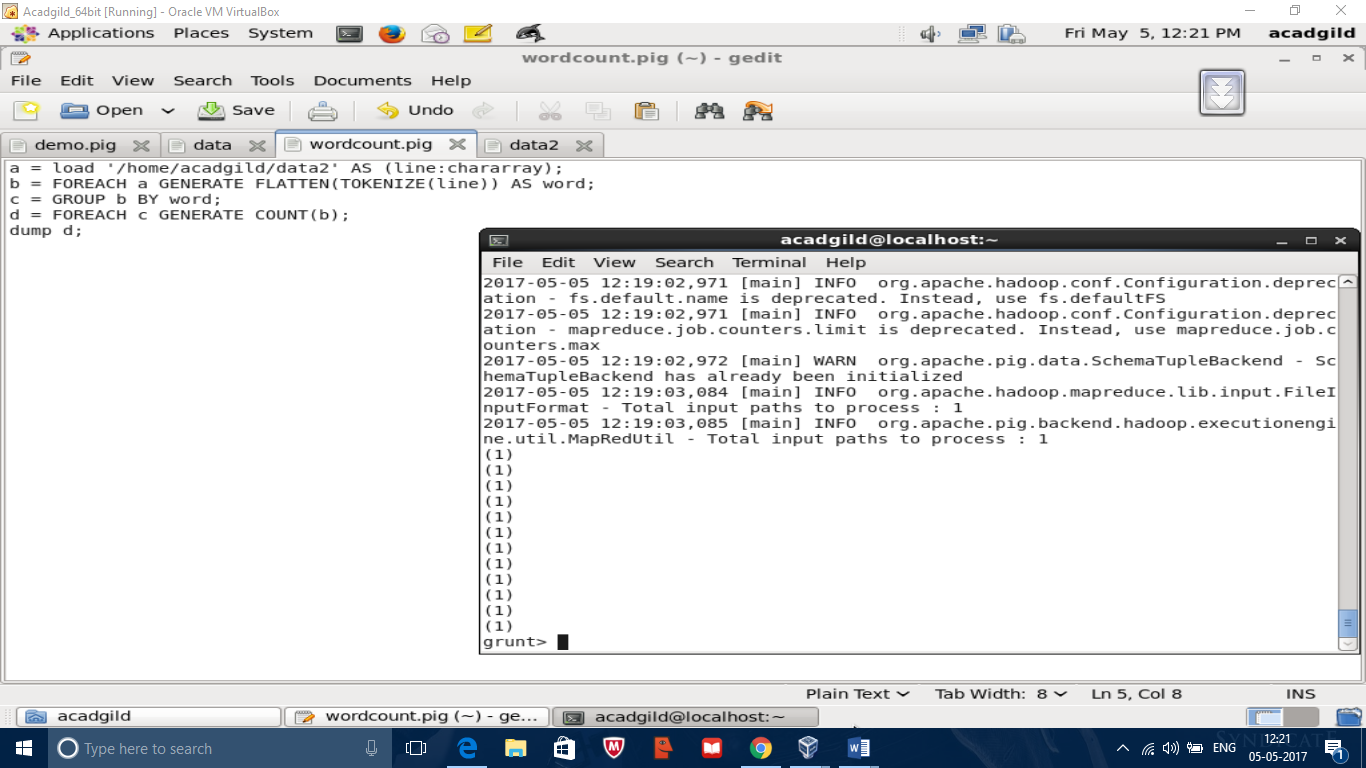 Acadgild_64bit [Running] - Oracle VM VirtualBox
Applications Places System Fri May 5, 12:21 PM acadgild
wordcount.pig (~) - gedit
File Edit View Search Tools Documents Help
Open Save Undo
demo.pig data wordcount.pig data2
a = load '/home/acadgild/data2' AS (line:chararray);
b = FOREACH a GENERATE FLATTEN(TOKENIZE(line)) AS word;
c = GROUP b BY word;
d = FOREACH c GENERATE COUNT(b);
dump d;
acadgild@localhost:~
File Edit View Search Terminal Help
2017-05-05 12:19:02,971 [main] INFO  org.apache.hadoop.conf.Configuration.deprec
ation - fs.default.name is deprecated. Instead, use fs.defaultFS
2017-05-05 12:19:02,971 [main] INFO  org.apache.hadoop.conf.Configuration.deprec
ation - mapreduce.job.counters.limit is deprecated. Instead, use mapreduce.job.c
ounters.max
2017-05-05 12:19:02,972 [main] WARN  org.apache.pig.data.SchemaTupleBackend - Sc
hemaTupleBackend has already been initialized
2017-05-05 12:19:03,084 [main] INFO  org.apache.hadoop.mapreduce.lib.input.FileI
nputFormat - Total input paths to process : 1
2017-05-05 12:19:03,085 [main] INFO  org.apache.pig.backend.hadoop.executionengi
ne.util.MapRedUtil - Total input paths to process : 1
(1)
(1)
(1)
(1)
(1)
(1)
(1)
(1)
(1)
(1)
(1)
(1)
grunt>
Plain Text Tab Width: 8 Ln 5, Col 8 INS
acadgild wordcount.pig (~) - ge... acadgild@localhost:~
Type here to search ENG 12:21
05-05-2017 1